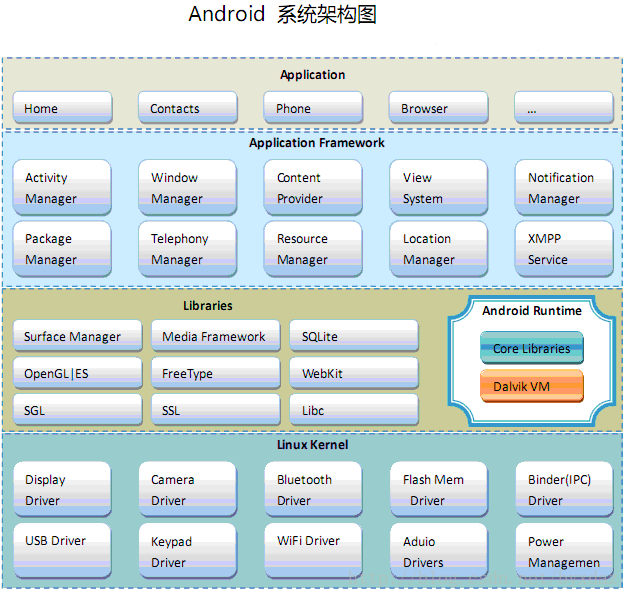 Android 系统架构图
Application
Home
Contacts
Phone
Browser
...
Application Framework
Activity
Manager
Window
Manager
Content
Provider
View
System
Notification
Manager
Package
Manager
Telephony
Manager
Resource
Manager
Location
Manager
XMPP
Service
Libraries
Surface Manager
Media Framework
SQLite
OpenGL|ES
FreeType
WebKit
SGL
SSL
Libc
Android Runtime
Core Libraries
Dalvik VM
Linux Kernel
Display
Driver
Camera
Driver
Bluetooth
Driver
Flash Mem
Driver
Binder(IPC)
Driver
USB Driver
Keypad
Driver
WiFi Driver
Aduio
Drivers
Power
Managemen